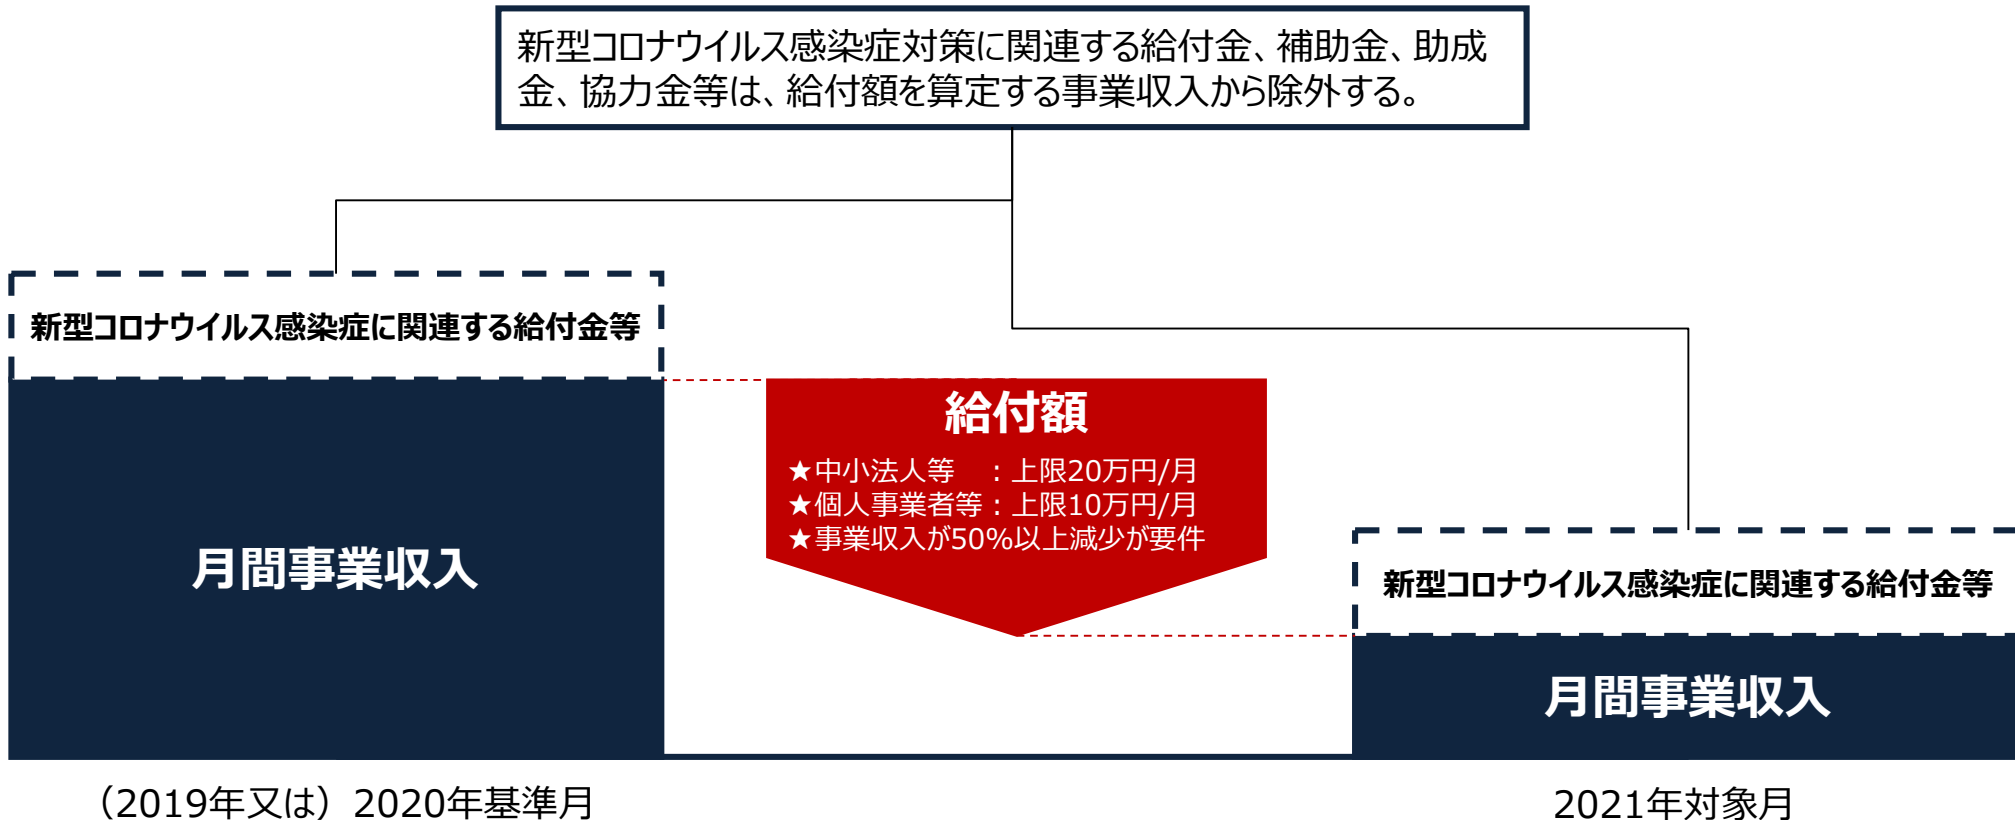 新型コロナウイルス感染症対策に関連する給付金、補助金、助成
金、協力金等は、給付額を算定する事業収入から除外する。
新型コロナウイルス感染症に関連する給付金等
給付額
★中小法人等　：上限20万円/月
★個人事業者等：上限10万円/月
★事業収入が50%以上減少が要件
月間事業収入
新型コロナウイルス感染症に関連する給付金等
月間事業収入
（2019年又は）2020年基準月
2021年対象月